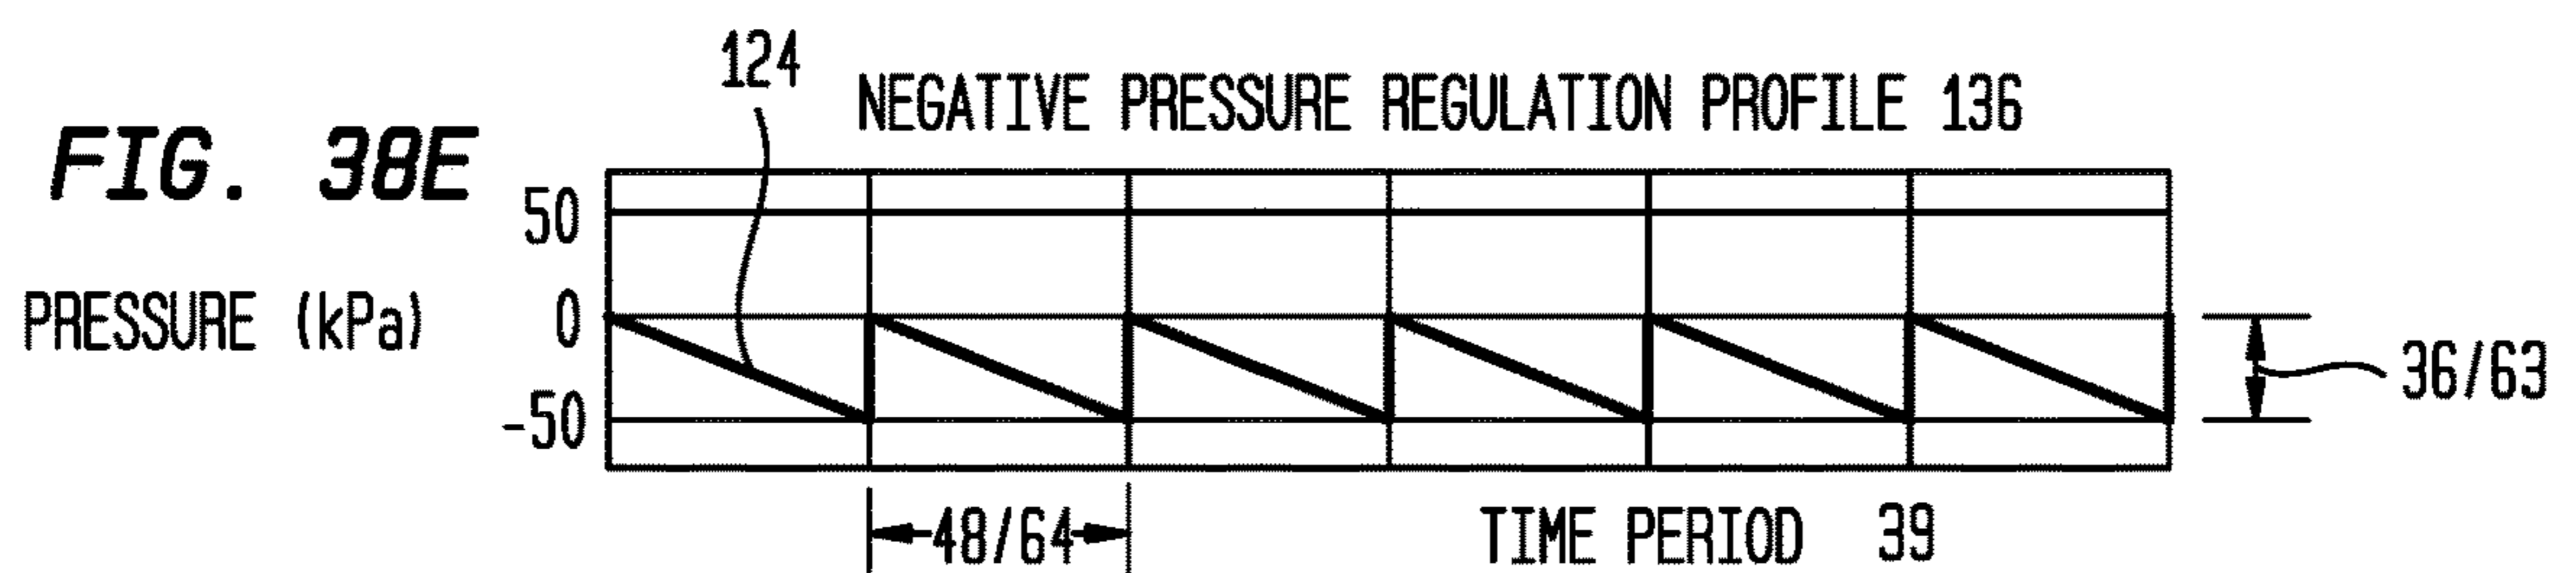 124
NEGATIVE PRESSURE REGULATION PROFILE 136
FIG. 38E
50
PRESSURE (kPa)
0
-50
36/63
48/64
TIME PERIOD 39